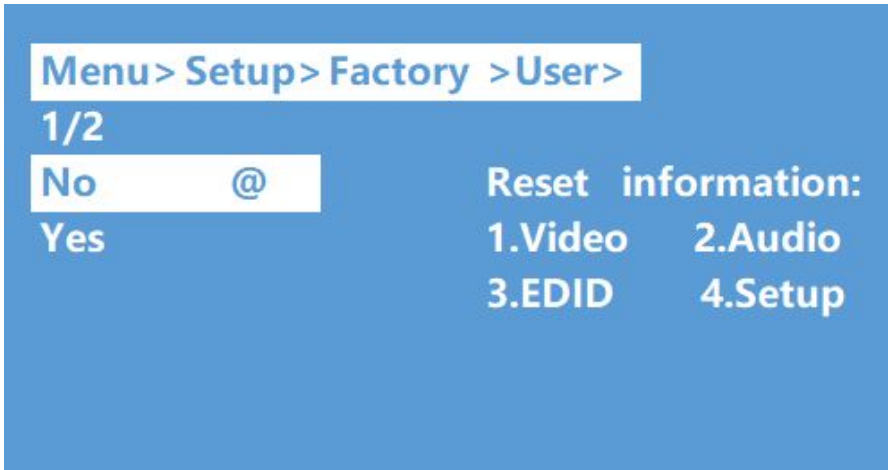 Menu> Setup> Factory >User>
1/2
No @ Reset information:
Yes 1.Video 2.Audio
3.EDID 4.Setup